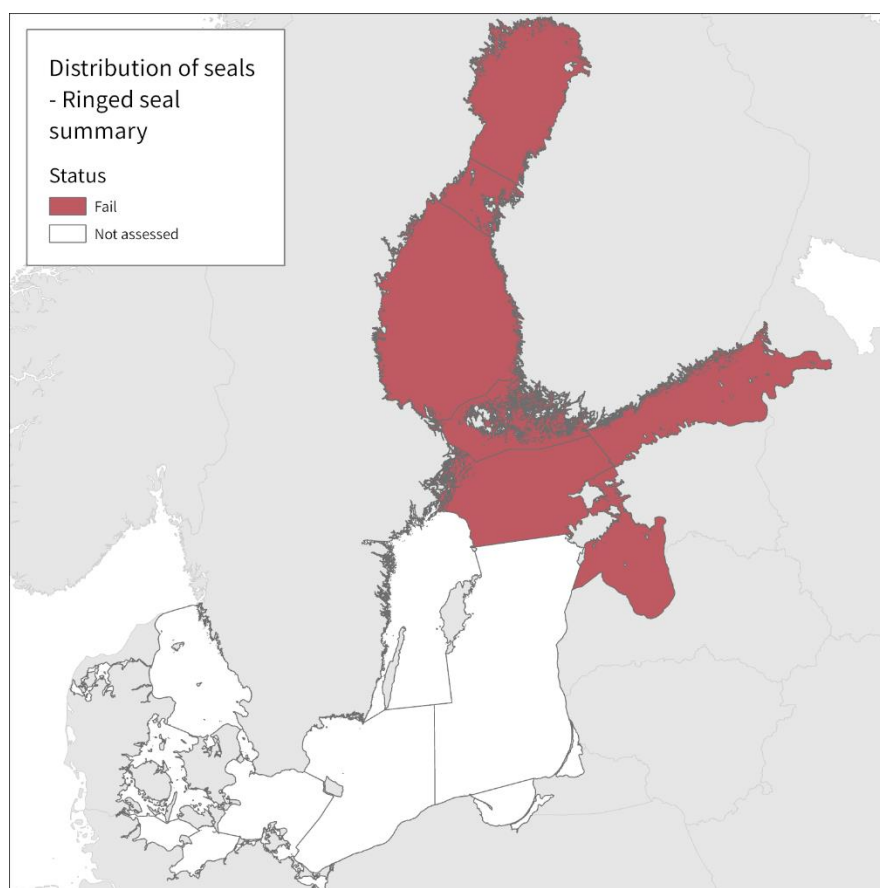 Distribution of seals
- Ringed seal
summary
Status
Fail
Not assessed